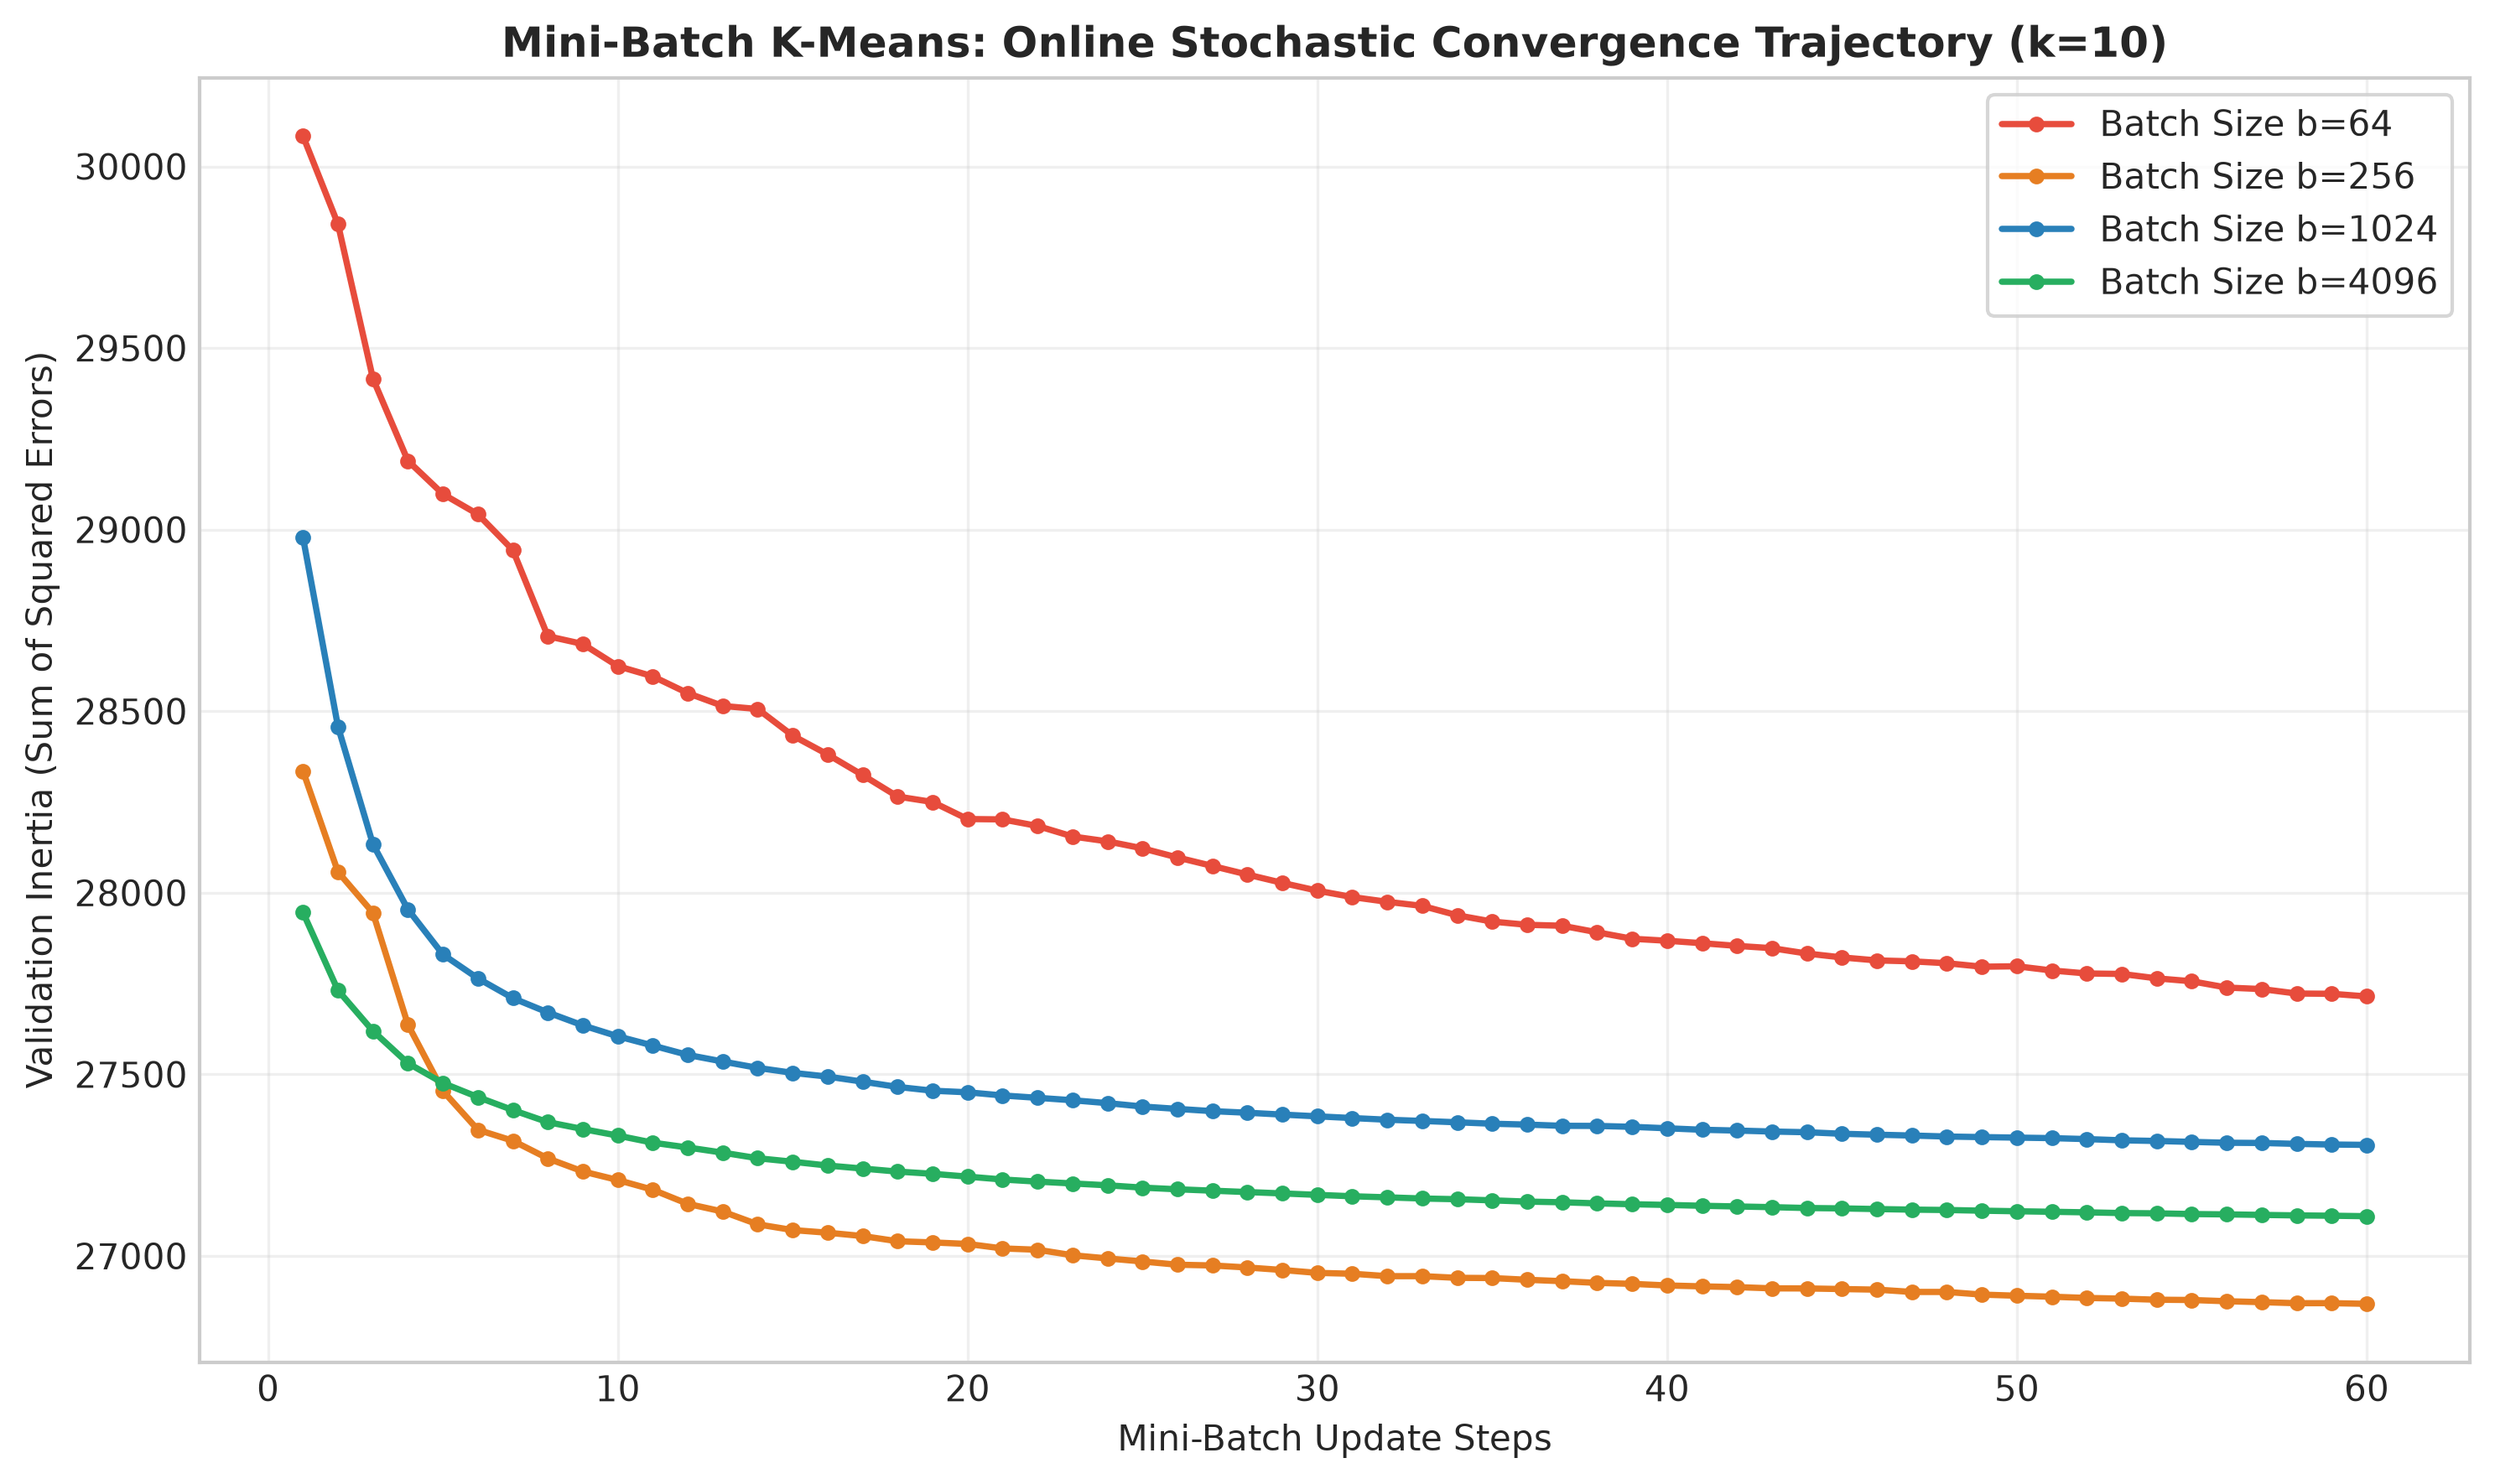 Mini-Batch K-Means: Online Stochastic Convergence Trajectory (k=10)
Validation Inertia (Sum of Squared Errors)
30000
29500
29000
28500
28000
27500
27000
Batch Size b=64
Batch Size b=256
Batch Size b=1024
Batch Size b=4096
0 10 20 30 40 50 60
Mini-Batch Update Steps